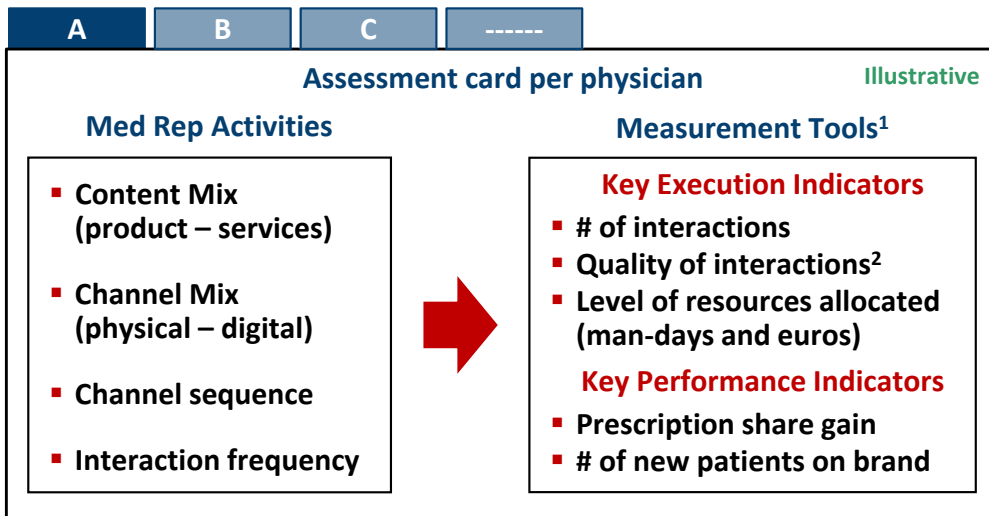 A
B
C
------
Assessment card per physician
Illustrative
Med Rep Activities
▪ Content Mix
(product – services)
▪ Channel Mix
(physical – digital)
▪ Channel sequence
▪ Interaction frequency
Measurement Tools¹
Key Execution Indicators
▪ # of interactions
▪ Quality of interactions²
▪ Level of resources allocated
(man-days and euros)
Key Performance Indicators
▪ Prescription share gain
▪ # of new patients on brand